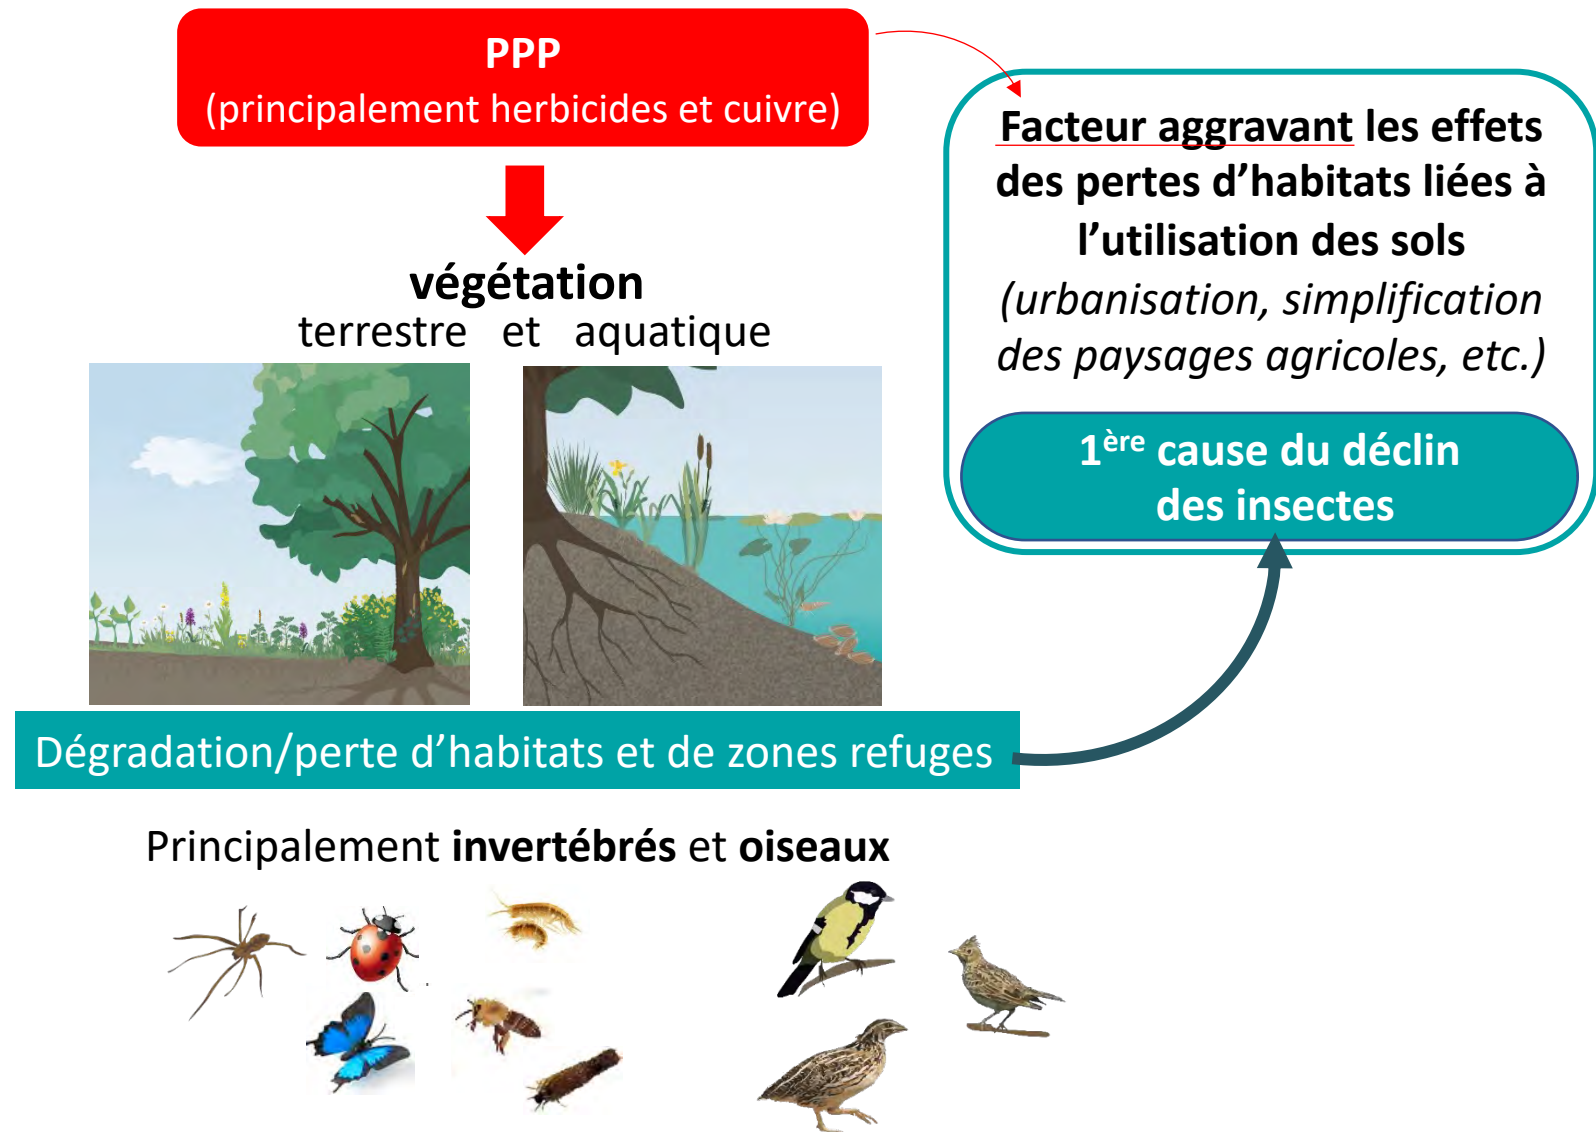 PPP
(principalement herbicides et cuivre)
végétation
terrestre et aquatique
Dégradation/perte d’habitats et de zones refuges
Principalement invertébrés et oiseaux
Facteur aggravant les effets
des pertes d’habitats liées à
l’utilisation des sols
(urbanisation, simplification
des paysages agricoles, etc.)
1ère cause du déclin
des insectes